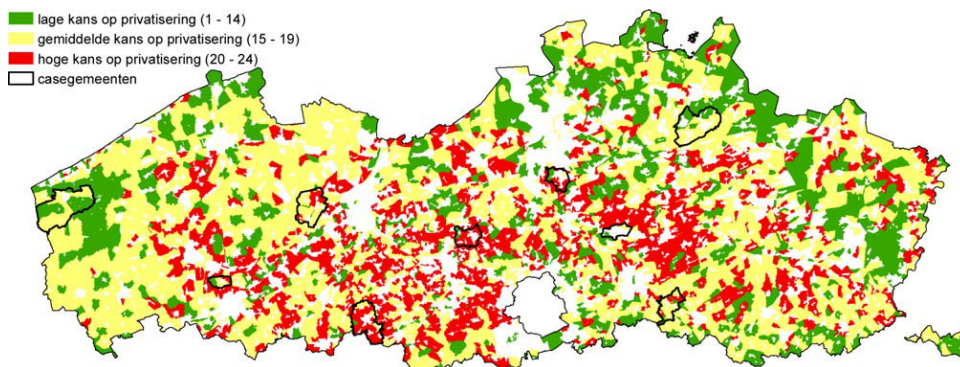 lage kans op privatisering (1 - 14)
gemiddelde kans op privatisering (15 - 19)
hoge kans op privatisering (20 - 24)
casegemeenten